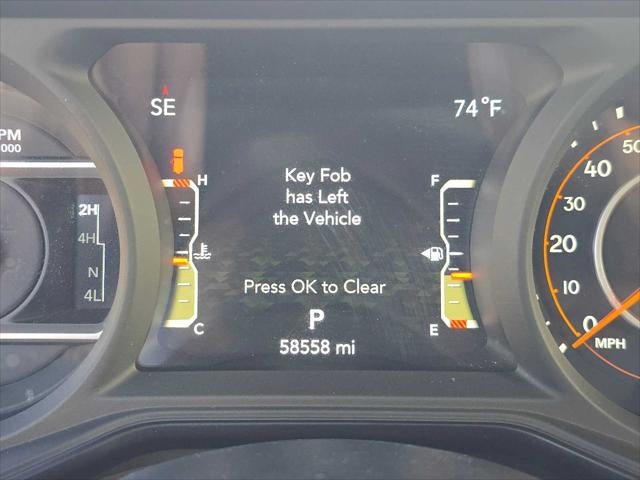 SE
74°F
PM
000
H
F
Key Fob
has Left
the Vehicle
2H
4H
N
4L
Press OK to Clear
C
P
E
58558 mi
50
40
30
20
10
0
MPH